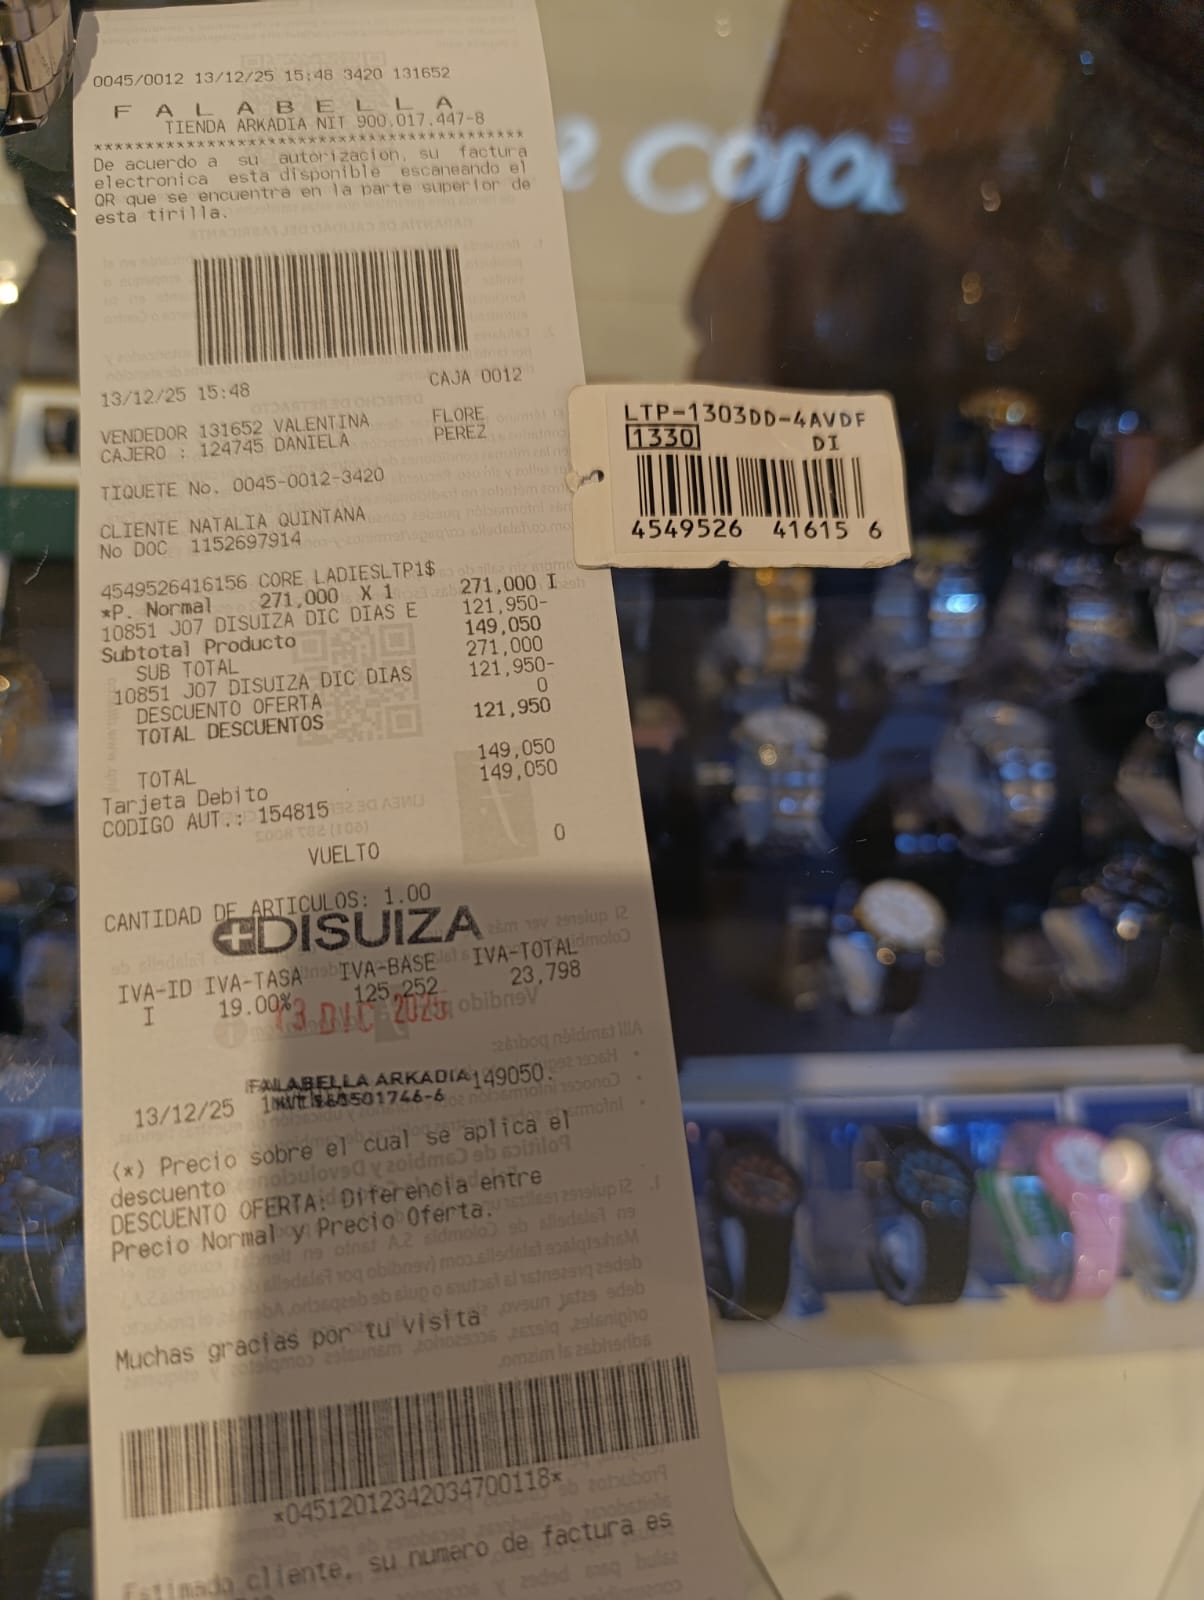 0045/0012 13/12/25 15:48 3420 131652
F A L A B E L L A
TIENDA ARKADIA NIT 900.017.447-8
******************************************
De acuerdo a su autorizacion, su factura
electronica esta disponible escaneando el
QR que se encuentra en la parte superior de
esta tirilla.
13/12/25 15:48 CAJA 0012
VENDEDOR 131652 VALENTINA FLORE
CAJERO : 124745 DANIELA PEREZ
TIQUETE No. 0045-0012-3420
CLIENTE NATALIA QUINTANA
No DOC 1152697914
4549526416156 CORE LADIESLTP1$
*P. Normal 271,000 X 1 271,000 I
10851 J07 DISUIZA DIC DIAS E 121,950-
Subtotal Producto 149,050
SUB TOTAL 271,000
10851 J07 DISUIZA DIC DIAS 121,950-
DESCUENTO OFERTA 0
TOTAL DESCUENTOS 121,950
TOTAL 149,050
Tarjeta Debito 149,050
CODIGO AUT.: 154815
VUELTO 0
CANTIDAD DE ARTICULOS: 1.00
DISUIZA
IVA-ID IVA-TASA IVA-BASE IVA-TOTAL
I 19.00% 125,252 23,798
13 DIC 2025
FALABELLA ARKADIA 149050.
13/12/25
(*) Precio sobre el cual se aplica el
descuento
DESCUENTO OFERTA: Diferencia entre
Precio Normal y Precio Oferta.
Muchas gracias por tu visita
*04512012342034700118*
Estimado cliente, su numero de factura es
LTP-1303DD-4AVDF
1330 DI
4549526 41615 6